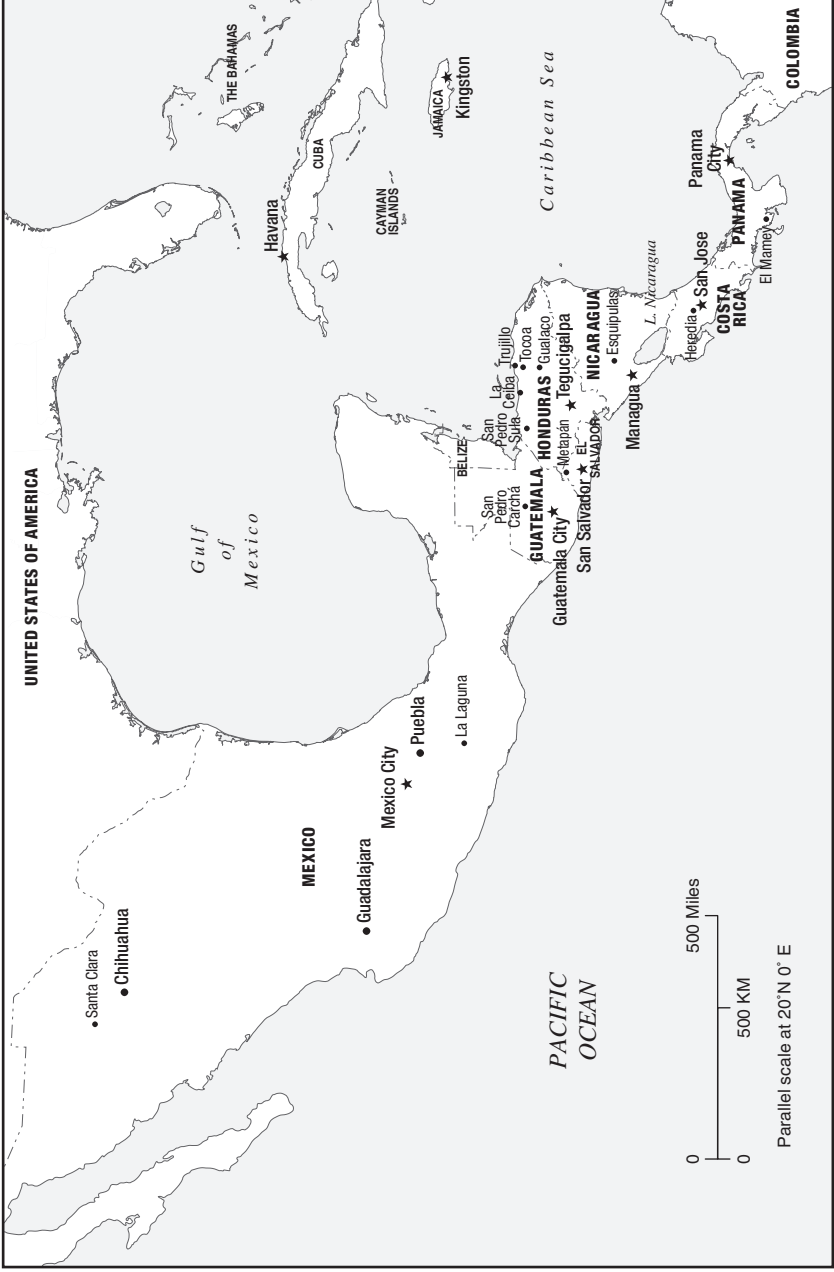 UNITED STATES OF AMERICA
THE BAHAMAS
Gulf
of
Mexico
Havana
CUBA
Santa Clara
Chihuahua
MEXICO
Guadalajara
Mexico City
Puebla
La Laguna
CAYMAN
ISLANDS
JAMAICA
Kingston
Caribbean Sea
BELIZE
San
Pedro
Carchá
San
Pedro
Sula
La
Ceiba
Trujillo
Tocoa
Gualaco
GUATEMALA
HONDURAS
Guatemala City
Metapán
Tegucigalpa
San Salvador
EL
SALVADOR
NICARAGUA
Esquipulas
Managua
L. Nicaragua
Heredia
San Jose
COSTA
RICA
Panama
City
PANAMA
El Mamey
COLOMBIA
PACIFIC
OCEAN
0
500 Miles
0
500 KM
Parallel scale at 20˚N 0˚ E